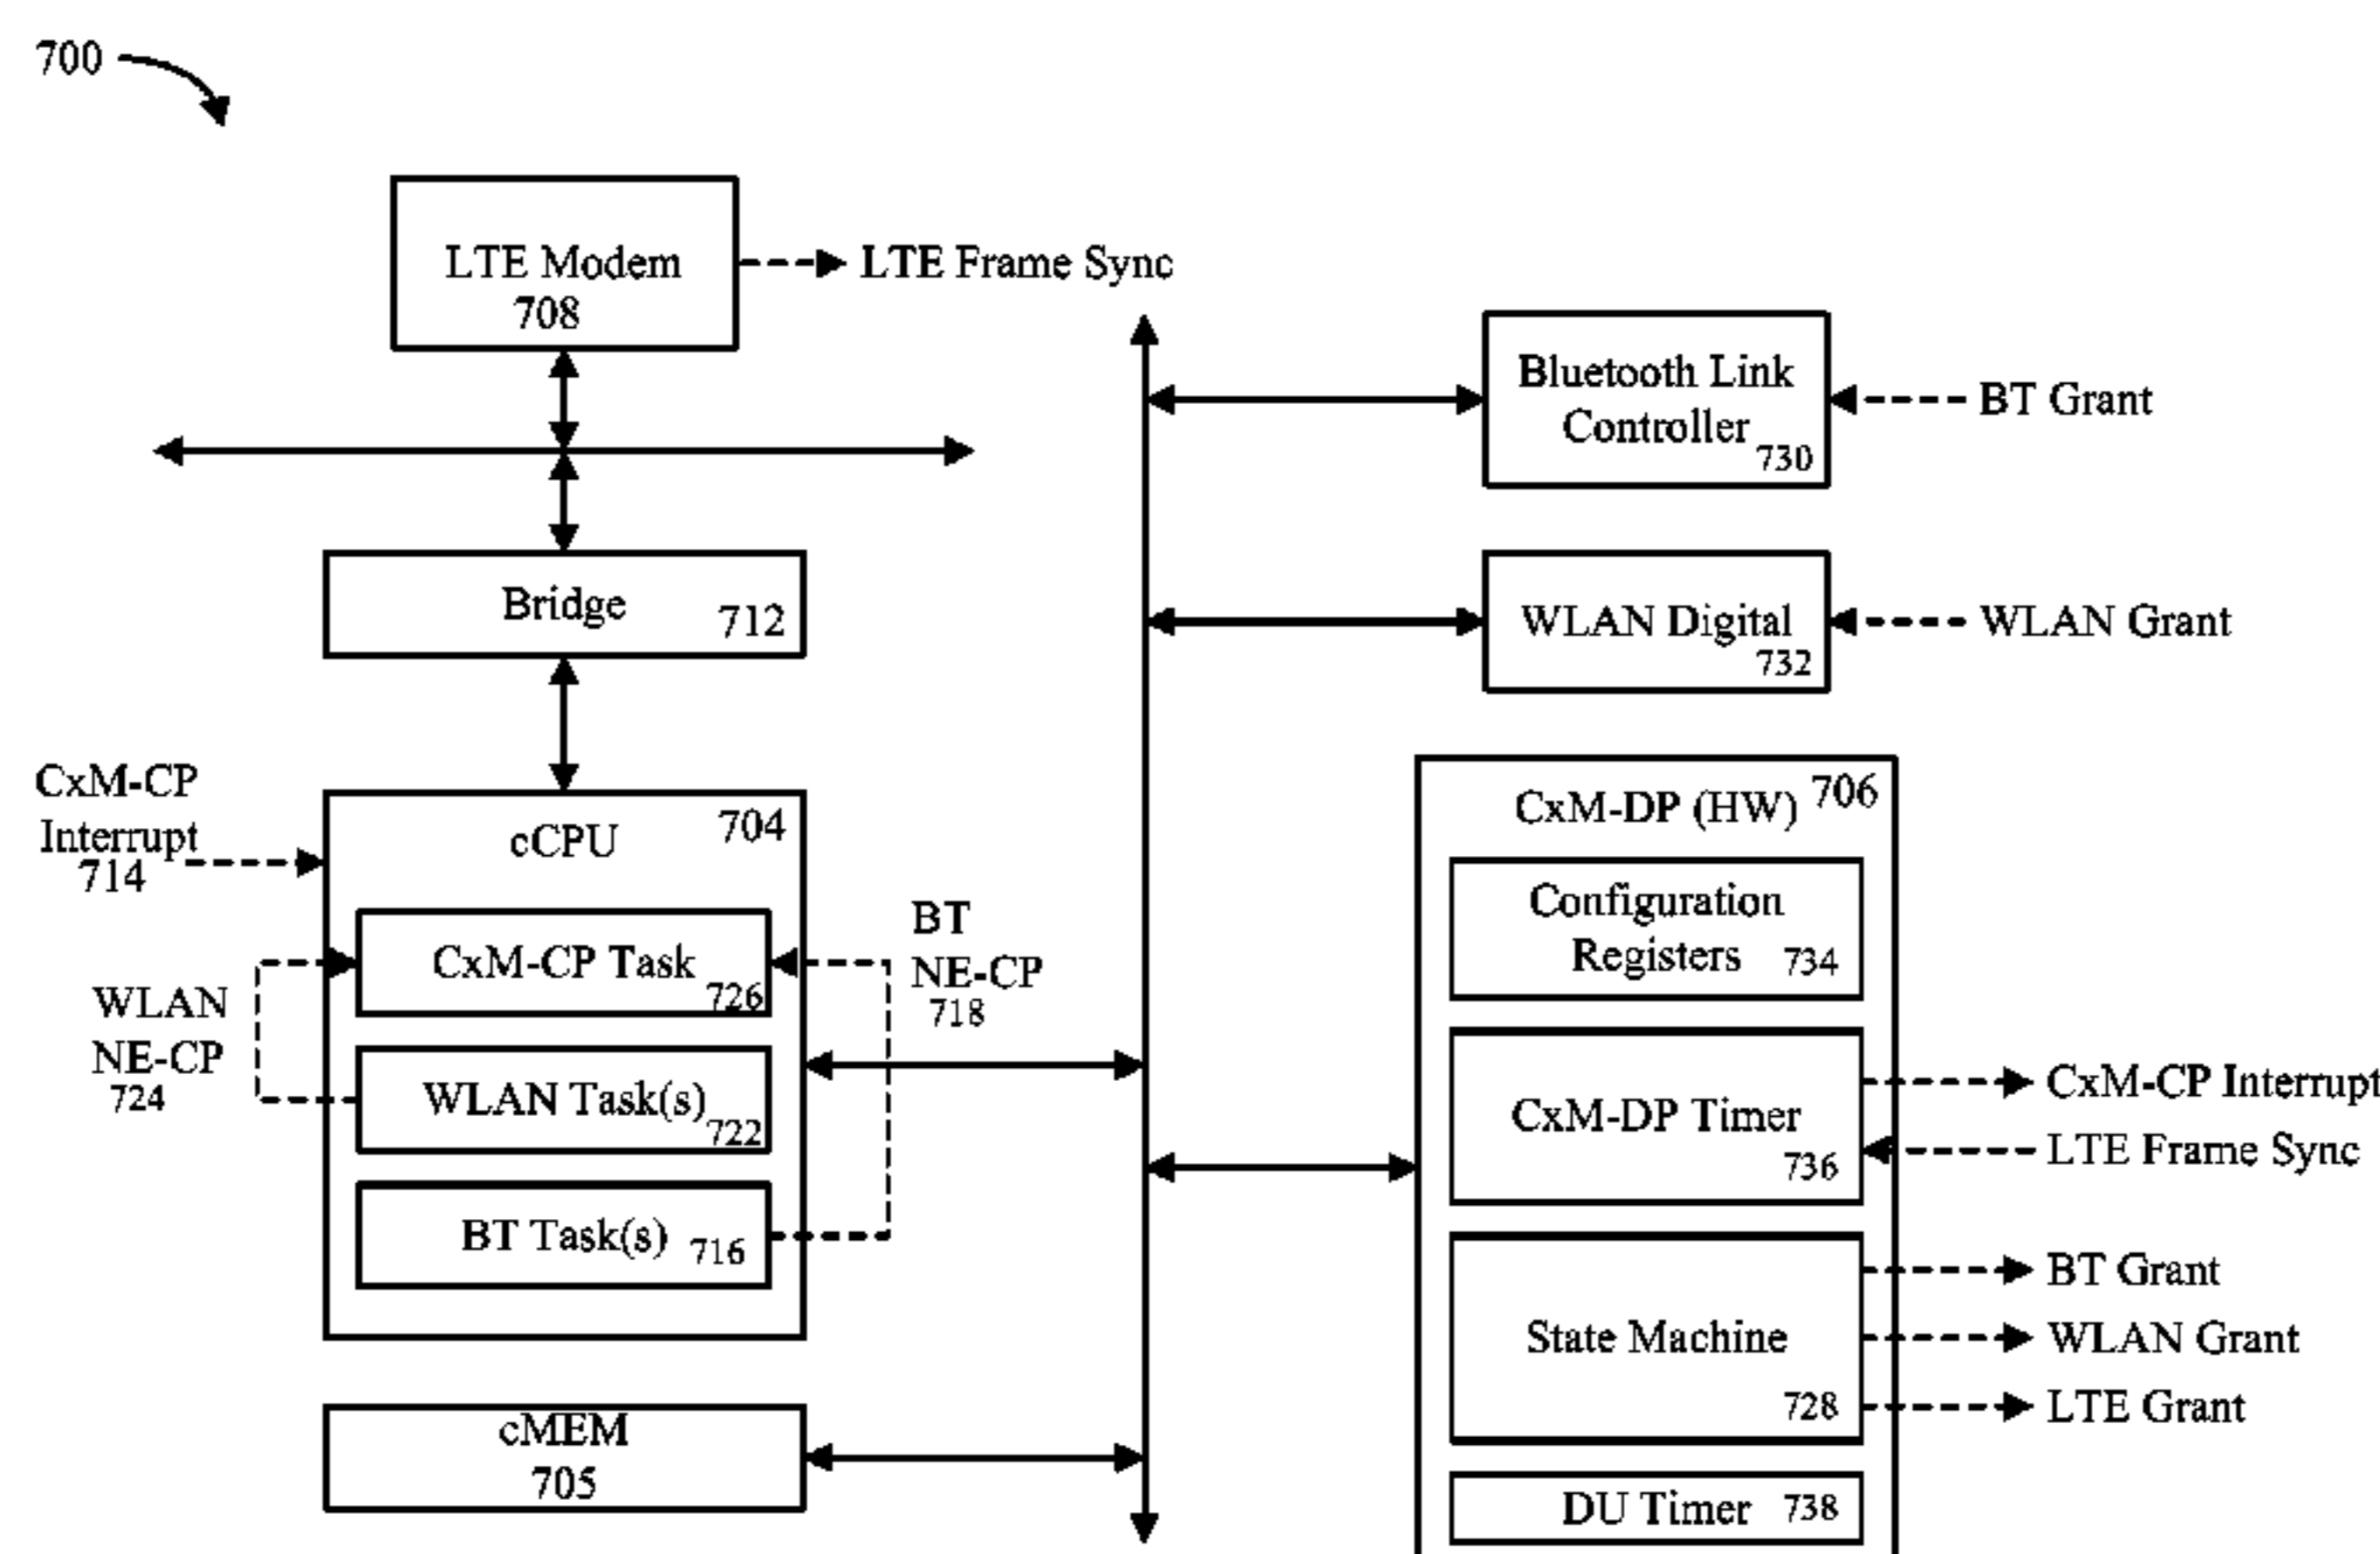 700
LTE Modem
708
LTE Frame Sync
Bluetooth Link
Controller
730
BT Grant
Bridge
712
WLAN Digital
732
WLAN Grant
CxM-CP
Interrupt
714
cCPU
704
CxM-CP Task
726
WLAN Task(s)
722
BT Task(s)
716
WLAN
NE-CP
724
BT
NE-CP
718
cMEM
705
CxM-DP (HW)
706
Configuration
Registers
734
CxM-DP Timer
736
CxM-CP Interrupt
LTE Frame Sync
State Machine
728
BT Grant
WLAN Grant
LTE Grant
DU Timer
738